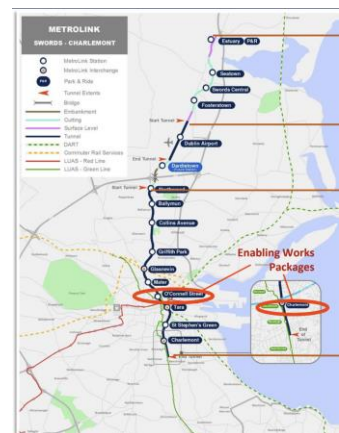 METROLINK
SWORDS - CHARLEMONT
MetroLink Station
MetroLink Interchange
P&R
Park & Ride
Tunnel Extents
Bridge
Embankment
Cutting
Surface Level
Tunnel
DART
Commuter Rail Services
LUAS - Red Line
LUAS - Green Line
Estuary
P&R
Seatown
Swords Central
Fosterstown
Start Tunnel
Dublin Airport
End Tunnel
Dardistown
Start Tunnel
Northwood
Ballymun
Collins Avenue
Griffith Park
Glasnevin
Mater
O'Connell Street
Tara
St Stephen's Green
Charlemont
End Tunnel
Enabling Works
Packages
Charlemont
End
of
Tunnel